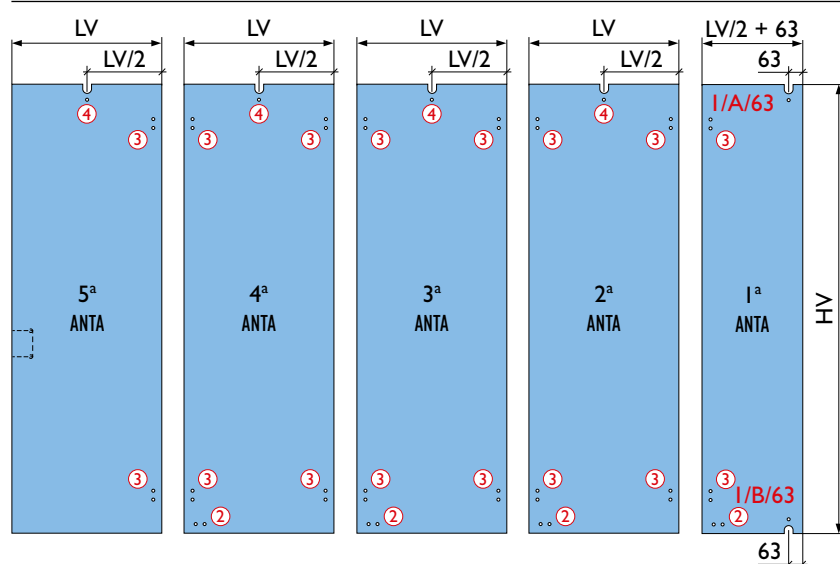 LV LV LV LV LV/2 + 63
LV/2 LV/2 LV/2 LV/2 63
4 4 4 4 1/A/63
3 3 3 3 3 3 3 3
5ª 4ª 3ª 2ª 1ª
ANTA ANTA ANTA ANTA ANTA
HV
3 3 3 3 3 3 3 3
1/B/63
2 2 2 2
63